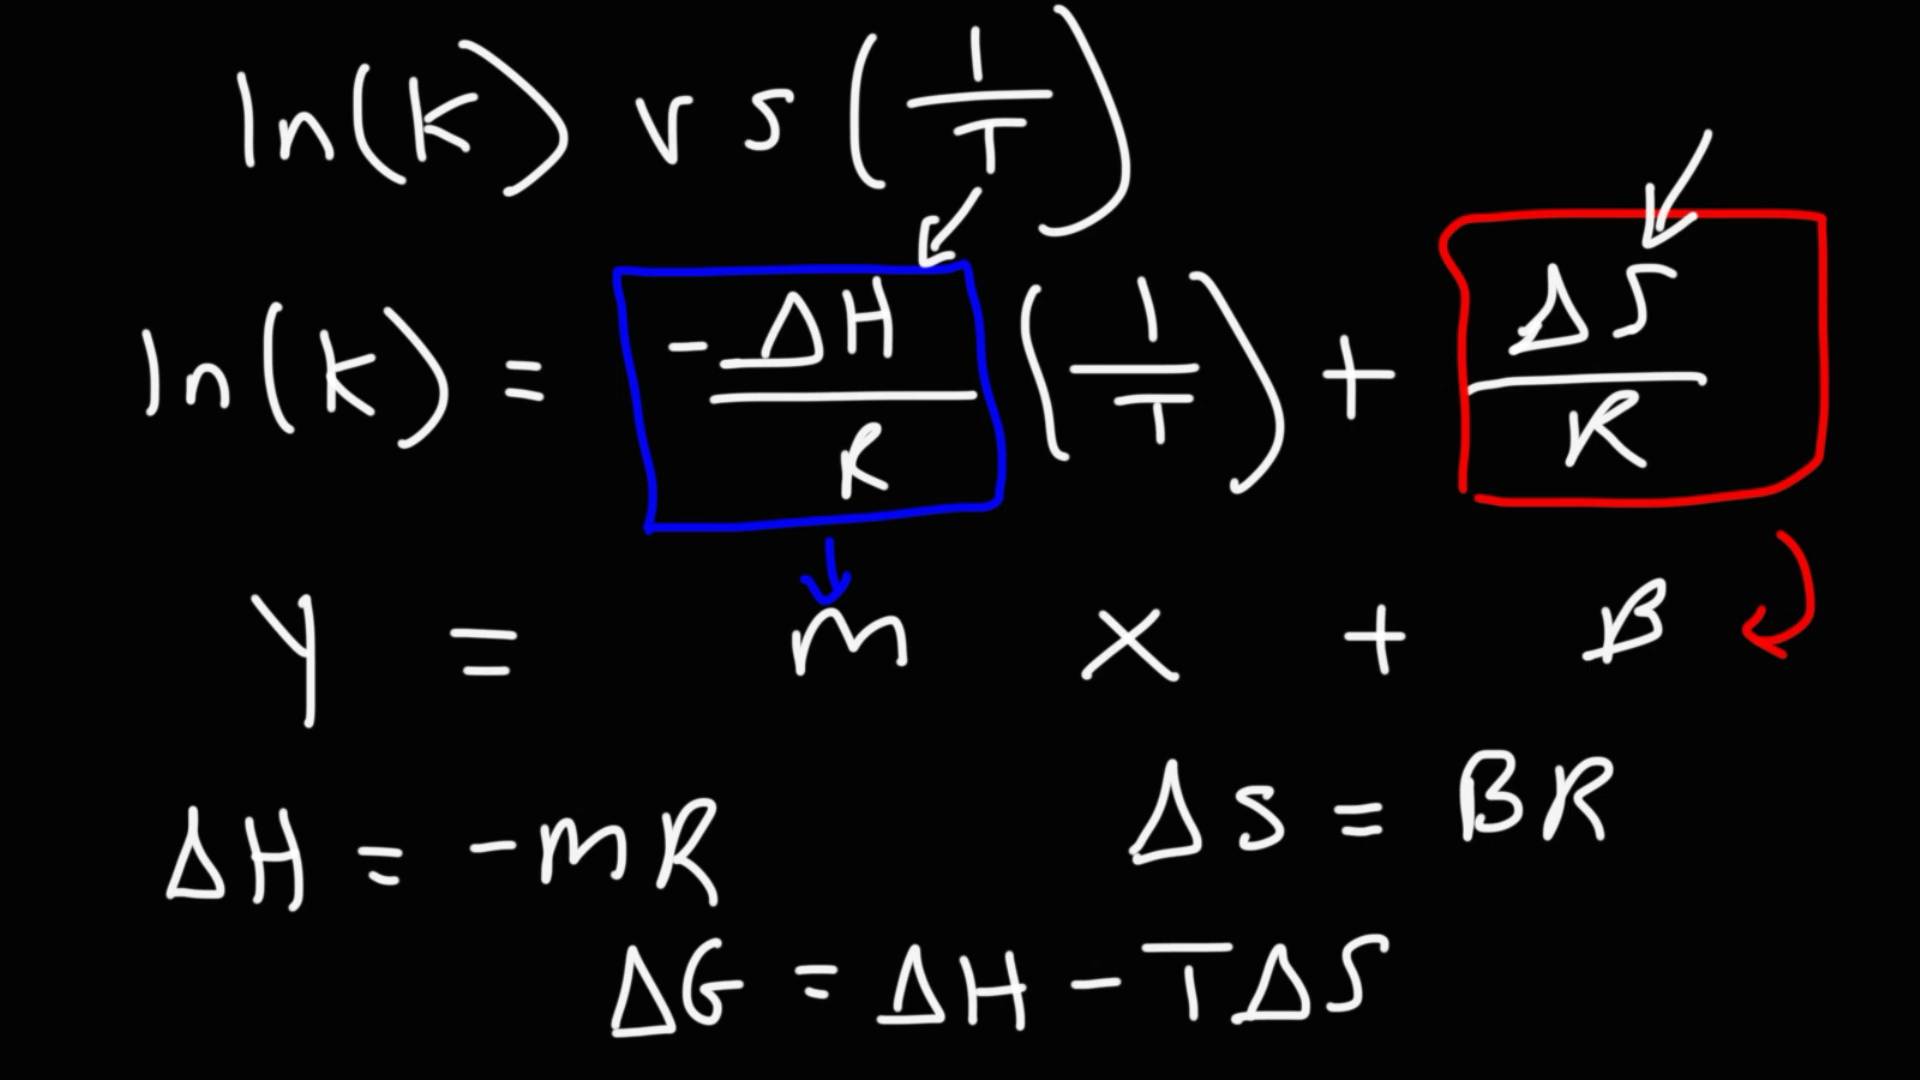 ln(K) vs (1/T)
ln(K) = -ΔH/R (1/T) + ΔS/R
y = m x + B
ΔH = -mR ΔS = BR
ΔG = ΔH - TΔS